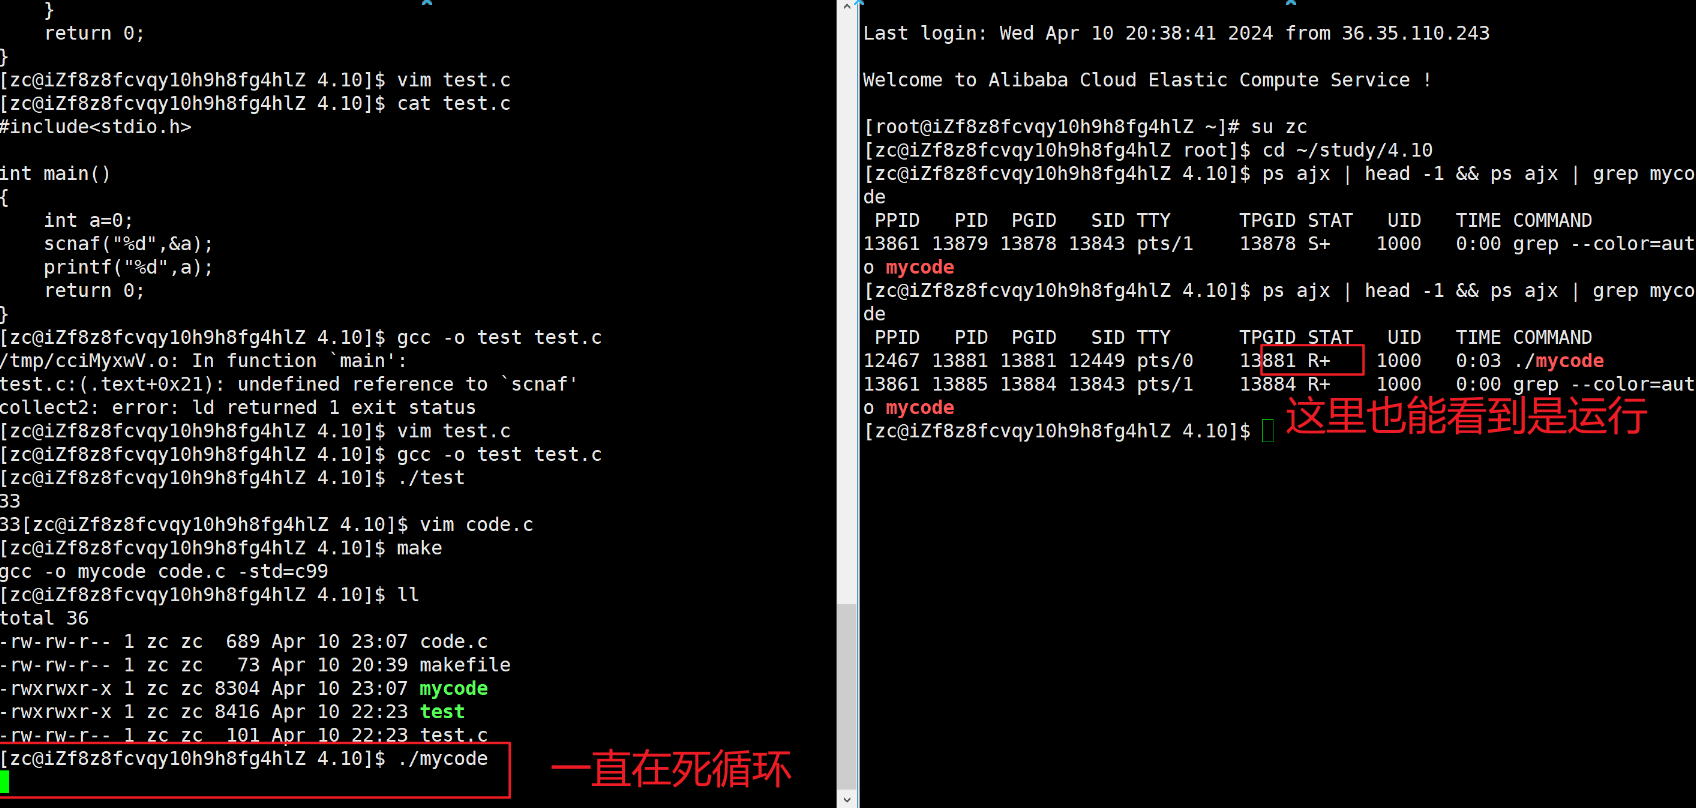 }
    return 0;
}
[zc@iZf8z8fcvqy10h9h8fg4hlZ 4.10]$ vim test.c
[zc@iZf8z8fcvqy10h9h8fg4hlZ 4.10]$ cat test.c
#include<stdio.h>
int main()
{
    int a=0;
    scnaf("%d",&a);
    printf("%d",a);
    return 0;
}
[zc@iZf8z8fcvqy10h9h8fg4hlZ 4.10]$ gcc -o test test.c
/tmp/cciMyxwV.o: In function `main':
test.c:(.text+0x21): undefined reference to `scnaf'
collect2: error: ld returned 1 exit status
[zc@iZf8z8fcvqy10h9h8fg4hlZ 4.10]$ vim test.c
[zc@iZf8z8fcvqy10h9h8fg4hlZ 4.10]$ gcc -o test test.c
[zc@iZf8z8fcvqy10h9h8fg4hlZ 4.10]$ ./test
33
33[zc@iZf8z8fcvqy10h9h8fg4hlZ 4.10]$ vim code.c
[zc@iZf8z8fcvqy10h9h8fg4hlZ 4.10]$ make
gcc -o mycode code.c -std=c99
[zc@iZf8z8fcvqy10h9h8fg4hlZ 4.10]$ ll
total 36
-rw-rw-r-- 1 zc zc  689 Apr 10 23:07 code.c
-rw-rw-r-- 1 zc zc   73 Apr 10 20:39 makefile
-rwxrwxr-x 1 zc zc 8304 Apr 10 23:07 mycode
-rwxrwxr-x 1 zc zc 8416 Apr 10 22:23 test
-rw-rw-r-- 1 zc zc  101 Apr 10 22:23 test.c
[zc@iZf8z8fcvqy10h9h8fg4hlZ 4.10]$ ./mycode
一直在死循环
Last login: Wed Apr 10 20:38:41 2024 from 36.35.110.243
Welcome to Alibaba Cloud Elastic Compute Service !
[root@iZf8z8fcvqy10h9h8fg4hlZ ~]# su zc
[zc@iZf8z8fcvqy10h9h8fg4hlZ root]$ cd ~/study/4.10
[zc@iZf8z8fcvqy10h9h8fg4hlZ 4.10]$ ps ajx | head -1 && ps ajx | grep myco
de
 PPID   PID  PGID   SID TTY      TPGID STAT   UID   TIME COMMAND
13861 13879 13878 13843 pts/1    13878 S+    1000   0:00 grep --color=aut
o mycode
[zc@iZf8z8fcvqy10h9h8fg4hlZ 4.10]$ ps ajx | head -1 && ps ajx | grep myco
de
 PPID   PID  PGID   SID TTY      TPGID STAT   UID   TIME COMMAND
12467 13881 13881 12449 pts/0    13881 R+    1000   0:03 ./mycode
13861 13885 13884 13843 pts/1    13884 R+    1000   0:00 grep --color=aut
o mycode
[zc@iZf8z8fcvqy10h9h8fg4hlZ 4.10]$
这里也能看到是运行